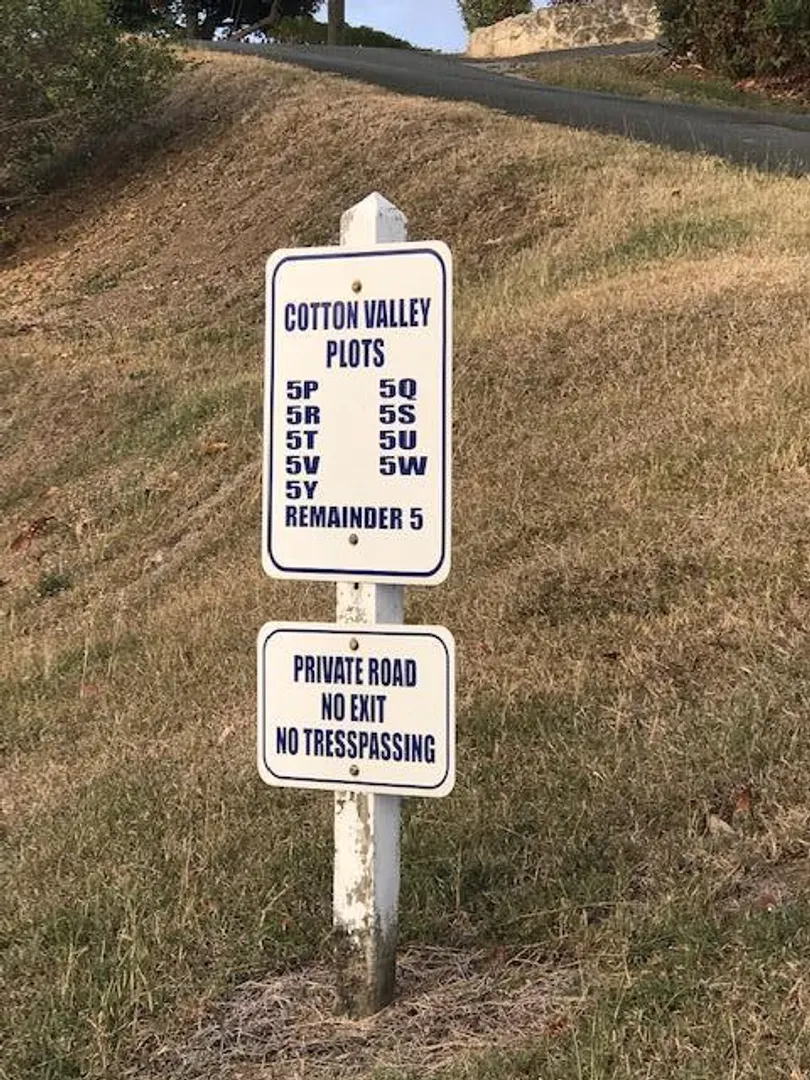 COTTON VALLEY
PLOTS
5P 5Q
5R 5S
5T 5U
5V 5W
5Y
REMAINDER 5
PRIVATE ROAD
NO EXIT
NO TRESSPASSING